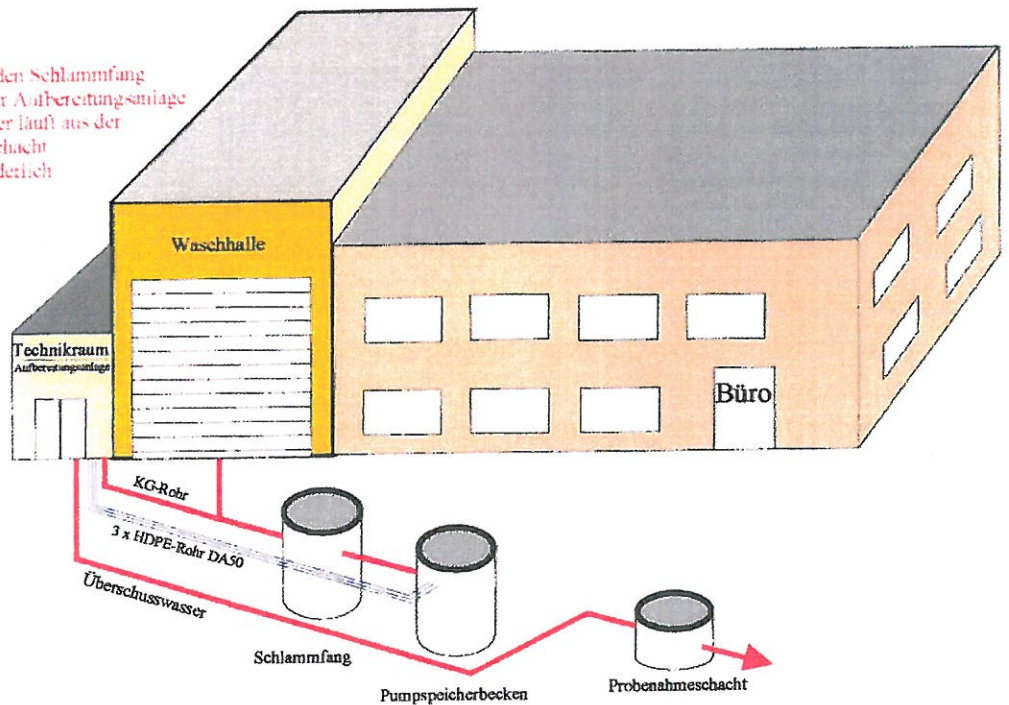 den Schlammfang
r Aufbereitungsanlage
er läuft aus der
hacht
derlich
Waschhalle
Technikraum
Aufbereitungsanlage
Büro
KG-Rohr
3 x HDPE-Rohr DA50
Überschusswasser
Schlammfang
Pumpspeicherbecken
Probenahmeschacht